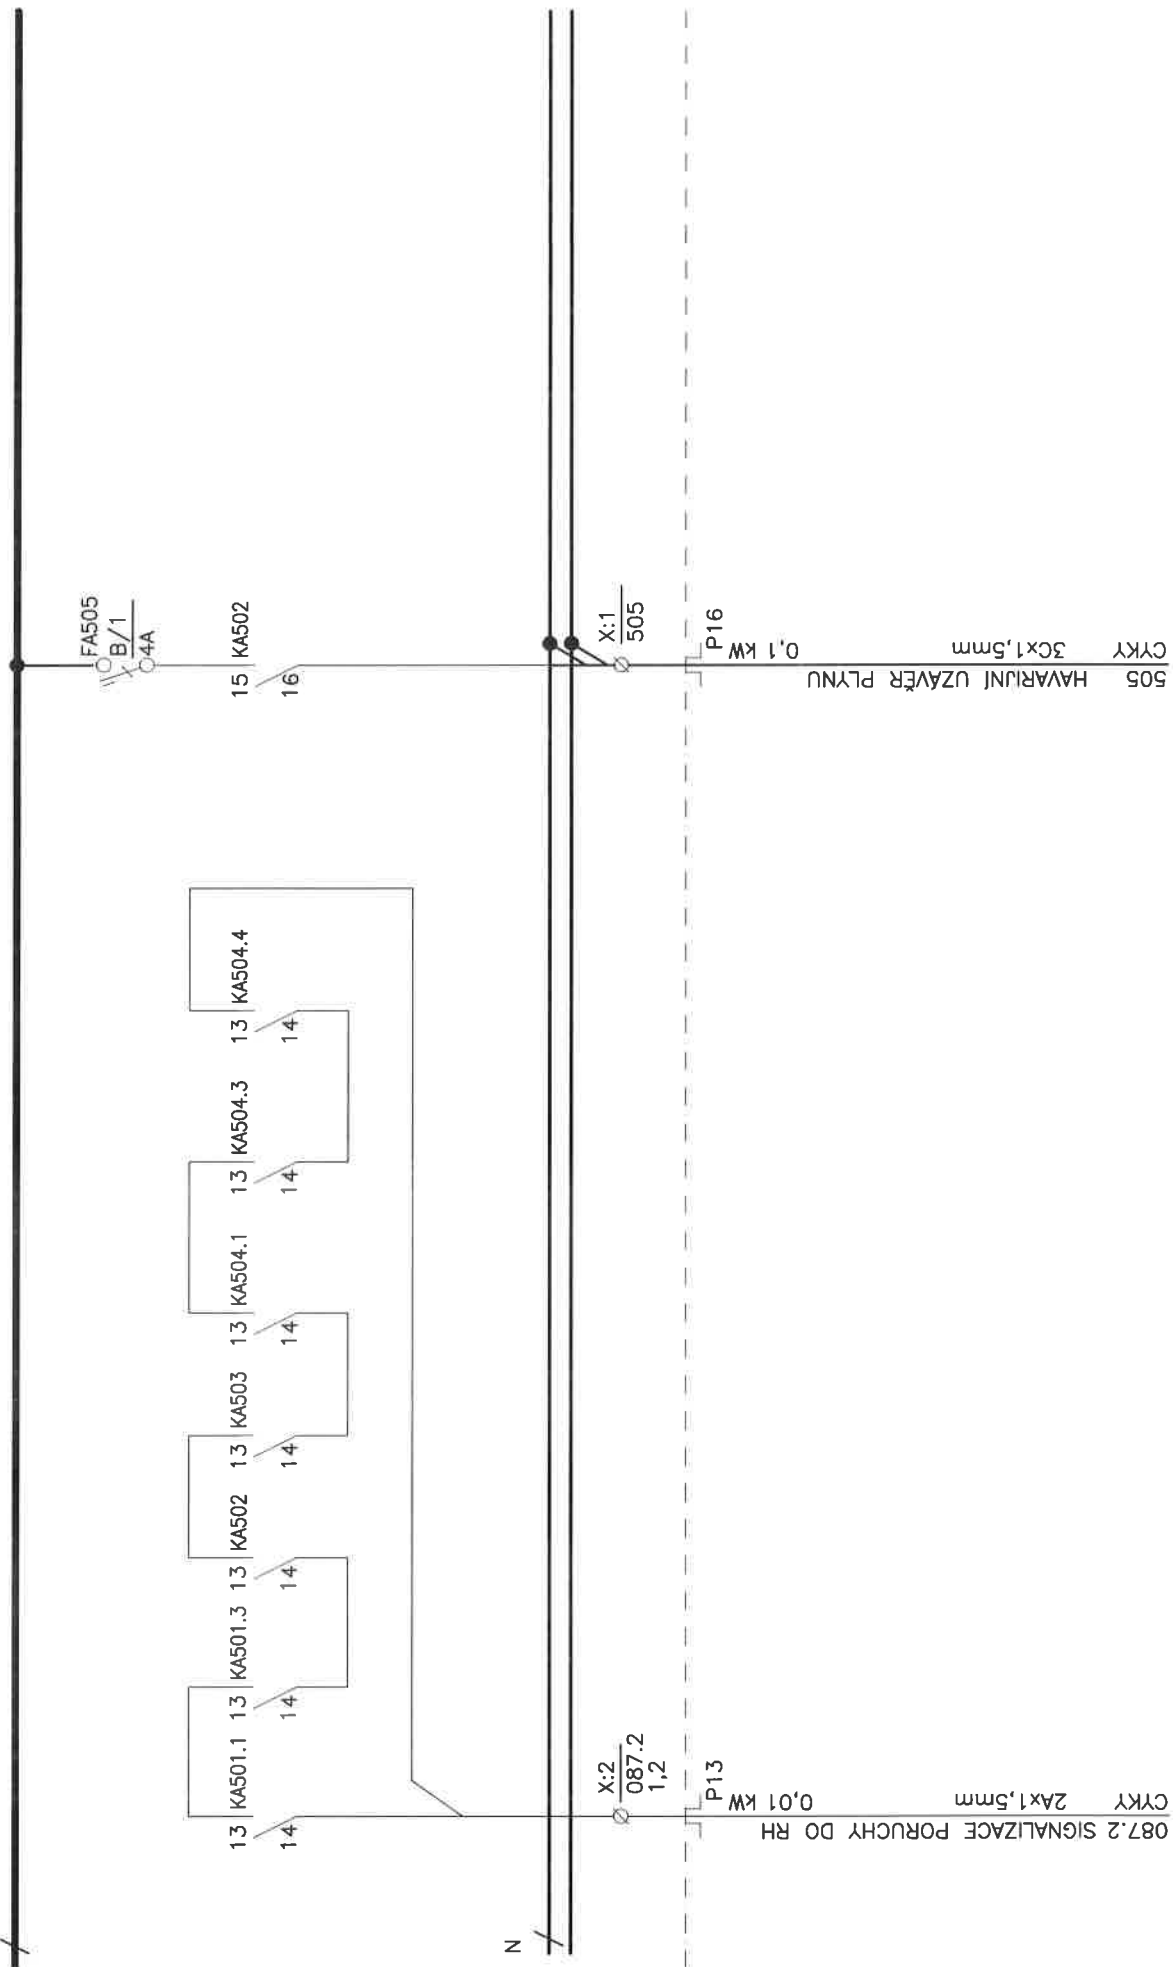 13 KA501.1
14
13 KA501.3
14
13 KA502
14
13 KA503
14
13 KA504.1
14
13 KA504.3
14
13 KA504.4
14
FA505
B/1
4A
15 KA502
16
N
X:2
087.2
1,2
P13
X:1
505
P16
087.2 SIGNALIZACE PORUCHY DO RH
CYKY 2Ax1,5mm 0,01 kW
505 HAVARIJNÍ UZÁVĚR PLYNU
CYKY 3Cx1,5mm 0,1 kW